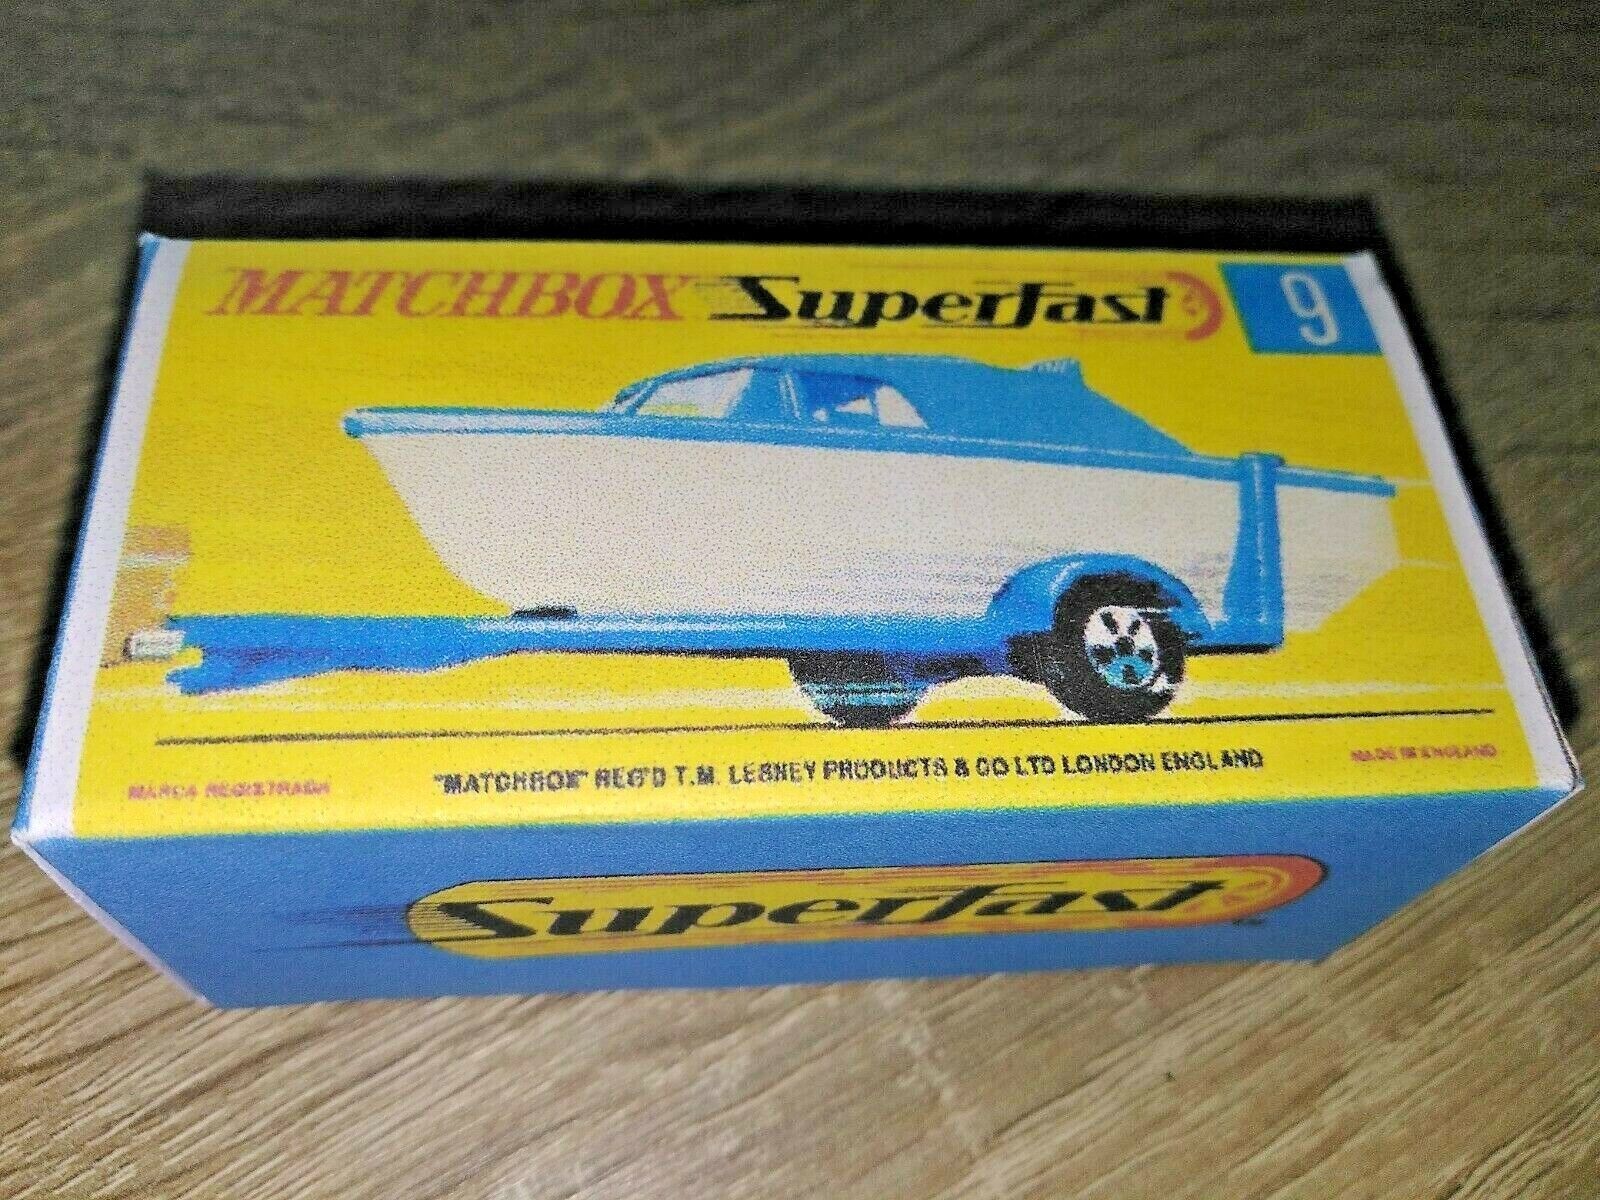 MATCHBOX Superfast
9
MARCA REGISTRADA
"MATCHBOX" REG'D T.M. LESNEY PRODUCTS & CO LTD LONDON ENGLAND
MADE IN ENGLAND
Superfast